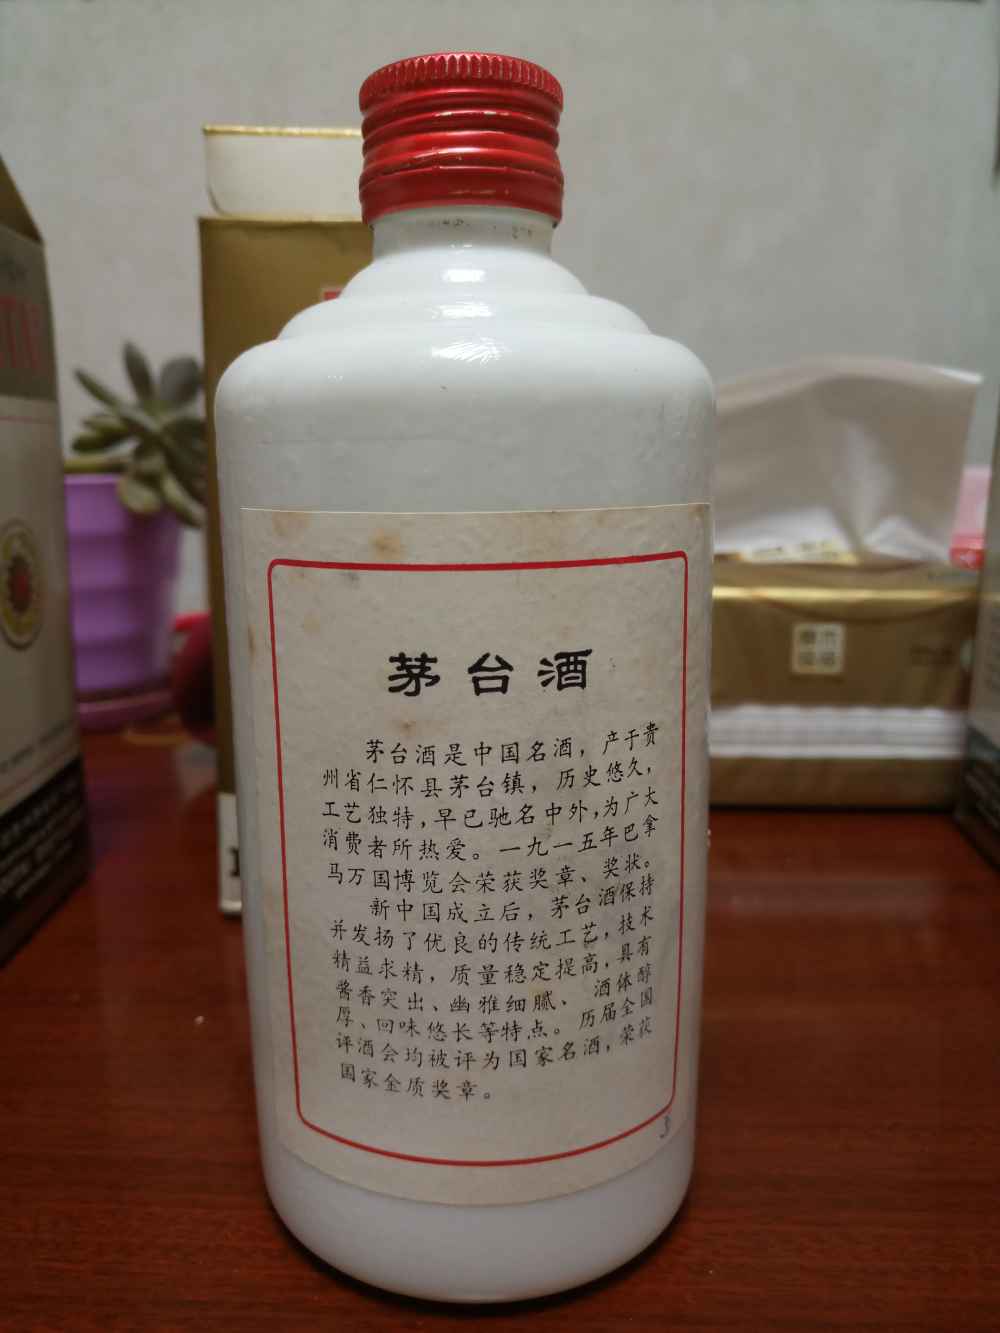 茅台酒
茅台酒是中国名酒，产于贵
州省仁怀县茅台镇，历史悠久，
工艺独特，早已驰名中外，为广大
消费者所热爱。一九一五年巴拿
马万国博览会荣获奖章、奖状。
新中国成立后，茅台酒保持
并发扬了优良的传统工艺，技术
精益求精，质量稳定提高，具有
酱香突出、幽雅细腻、酒体醇
厚、回味悠长等特点。历届全国
评酒会均被评为国家名酒，荣获
国家金质奖章。